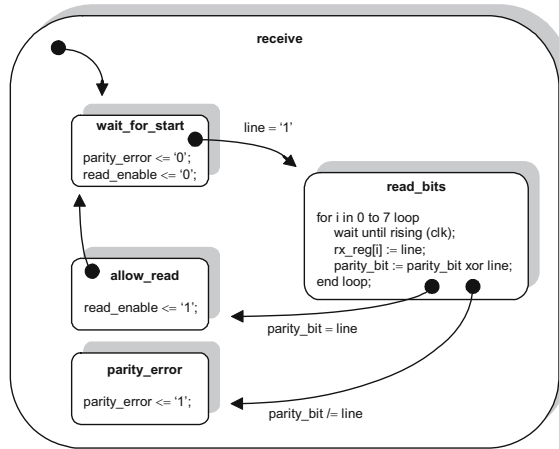 receive
wait_for_start
parity_error <= ‘0’;
read_enable <= ‘0’;
line = ‘1’
read_bits
for i in 0 to 7 loop
wait until rising (clk);
rx_reg[i] := line;
parity_bit := parity_bit xor line;
end loop;
allow_read
read_enable <= ‘1’;
parity_bit = line
parity_error
parity_error <= ‘1’;
parity_bit /= line